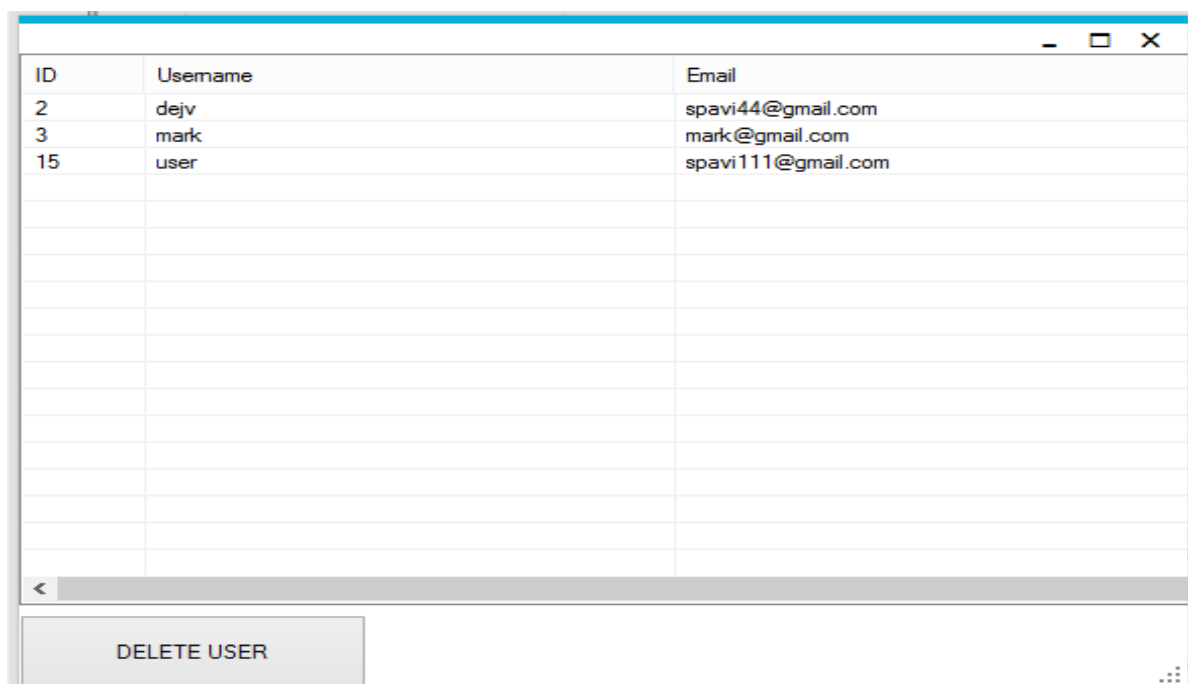 ID Username Email
2 dejv spavi44@gmail.com
3 mark mark@gmail.com
15 user spavi111@gmail.com
DELETE USER